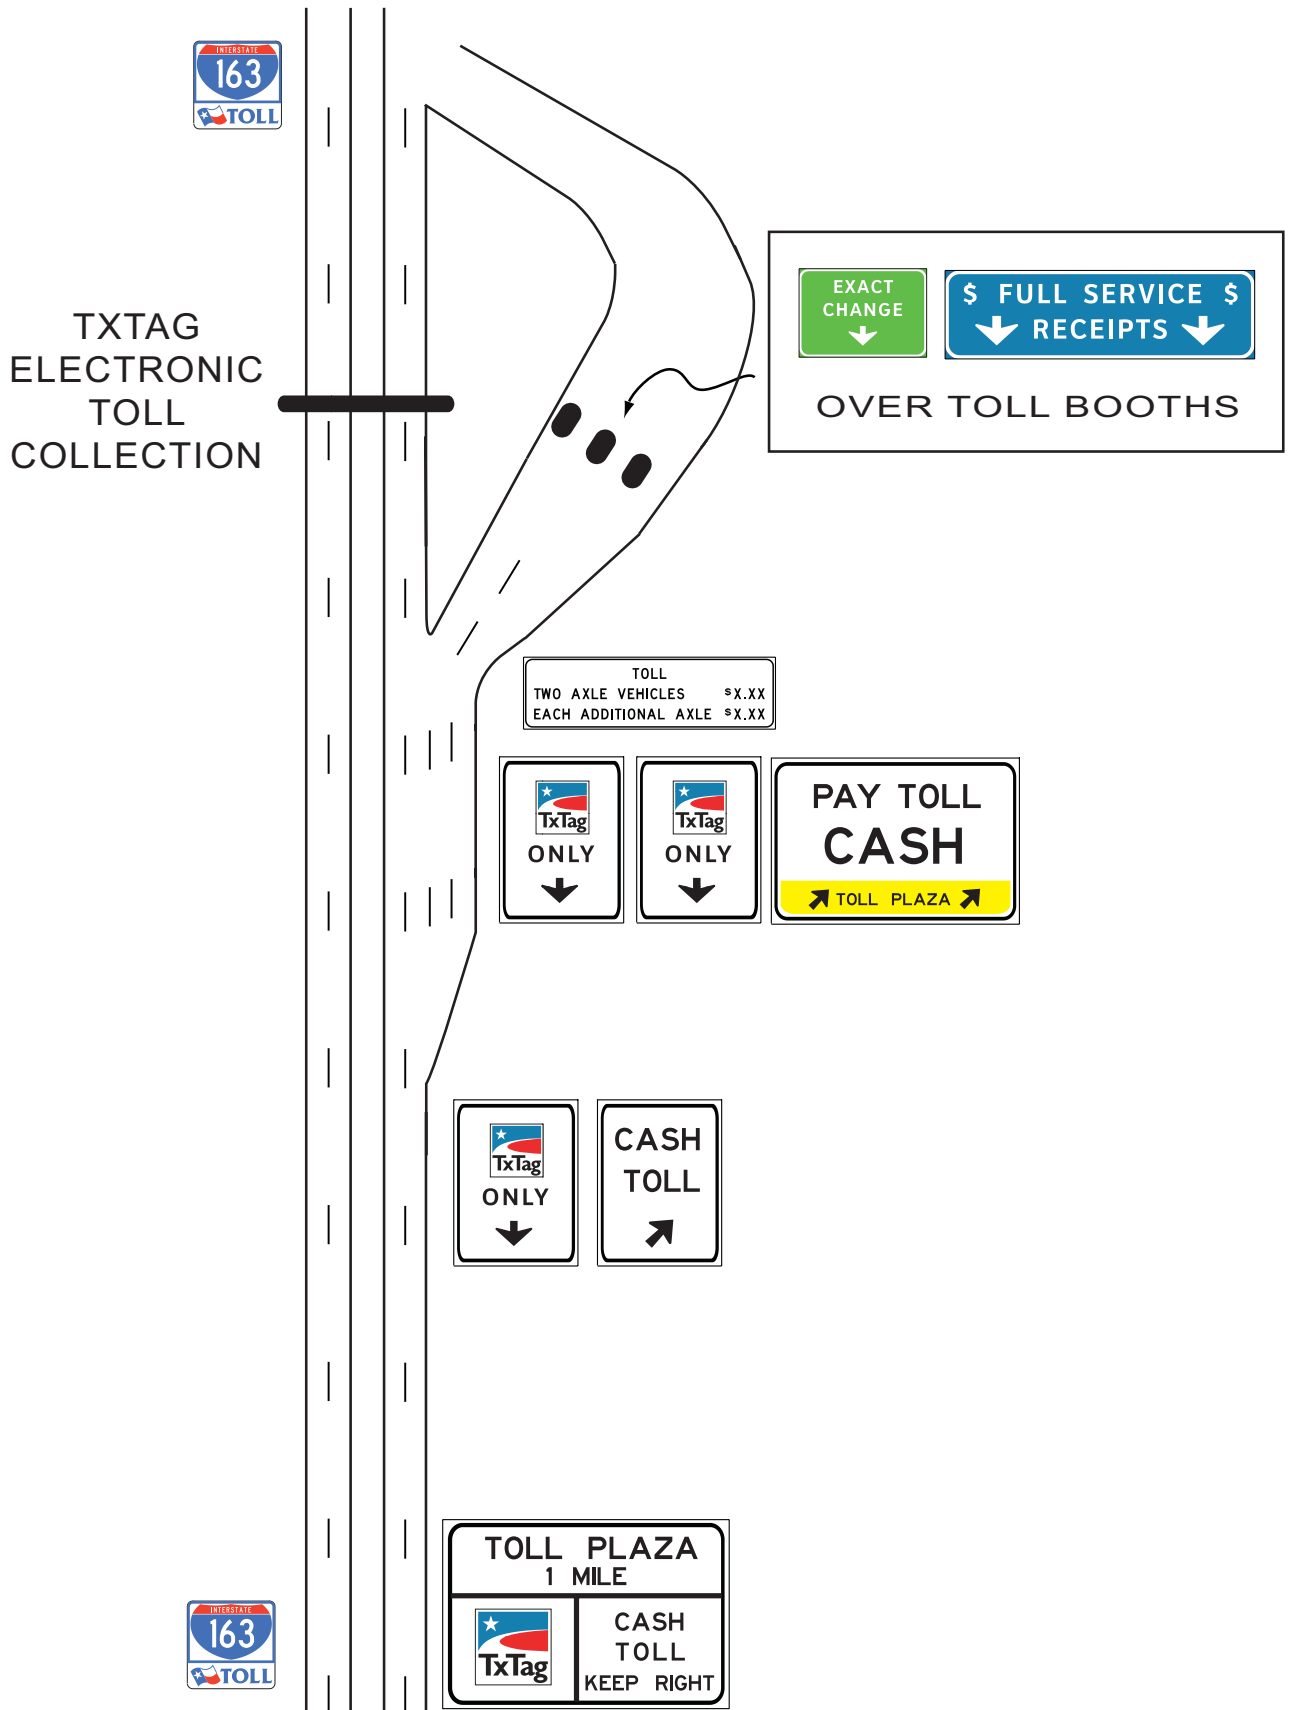 INTERSTATE
163
TOLL
TXTAG
ELECTRONIC
TOLL
COLLECTION
EXACT
CHANGE
$ FULL SERVICE $
RECEIPTS
OVER TOLL BOOTHS
TOLL
TWO AXLE VEHICLES $X.XX
EACH ADDITIONAL AXLE $X.XX
TxTag
ONLY
TxTag
ONLY
PAY TOLL
CASH
TOLL PLAZA
TxTag
ONLY
CASH
TOLL
TOLL PLAZA
1 MILE
TxTag
CASH
TOLL
KEEP RIGHT
INTERSTATE
163
TOLL